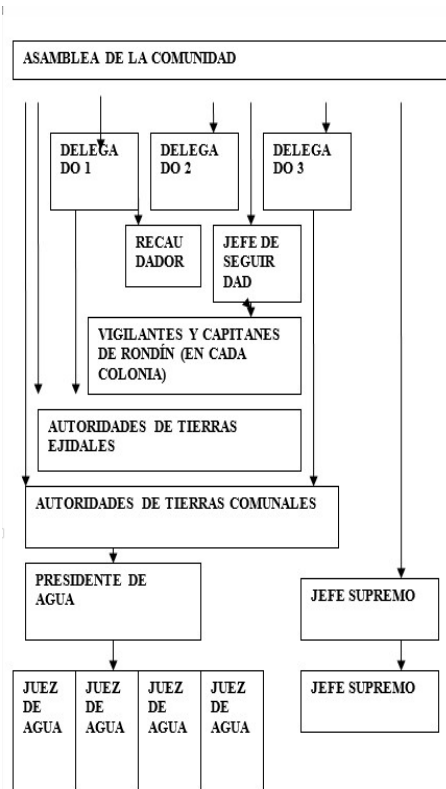 ASAMBLEA DE LA COMUNIDAD
DELEGA
DO 1
DELEGA
DO 2
DELEGA
DO 3
RECAU
DADOR
JEFE DE
SEGUIR
DAD
VIGILANTES Y CAPITANES
DE RONDÍN (EN CADA
COLONIA)
AUTORIDADES DE TIERRAS
EJIDALES
AUTORIDADES DE TIERRAS COMUNALES
PRESIDENTE DE
AGUA
JEFE SUPREMO
JUEZ
DE
AGUA
JUEZ
DE
AGUA
JUEZ
DE
AGUA
JUEZ
DE
AGUA
JEFE SUPREMO